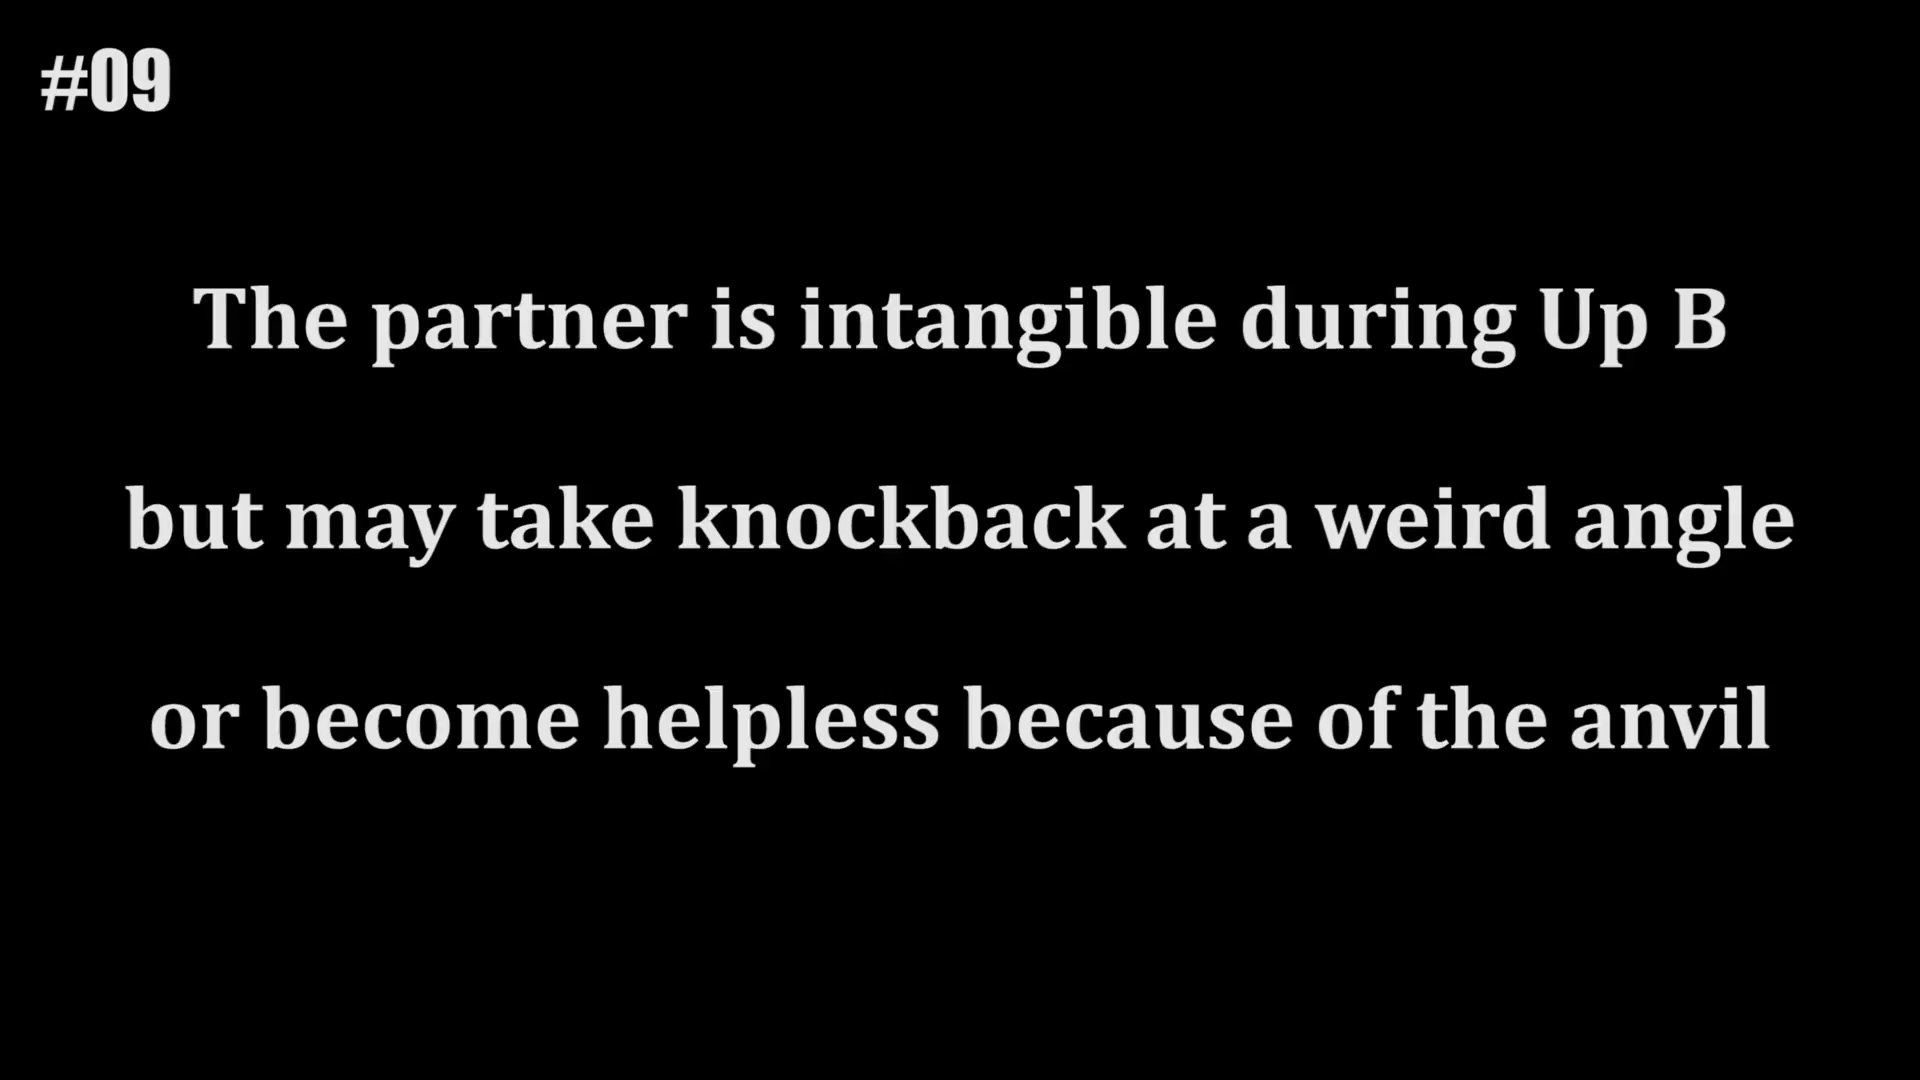 #09
The partner is intangible during Up B
but may take knockback at a weird angle
or become helpless because of the anvil